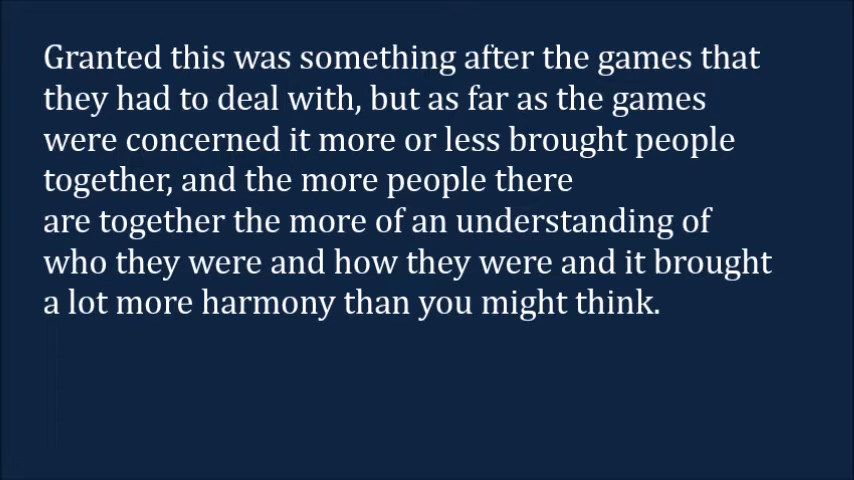 Granted this was something after the games that
they had to deal with, but as far as the games
were concerned it more or less brought people
together, and the more people there
are together the more of an understanding of
who they were and how they were and it brought
a lot more harmony than you might think.